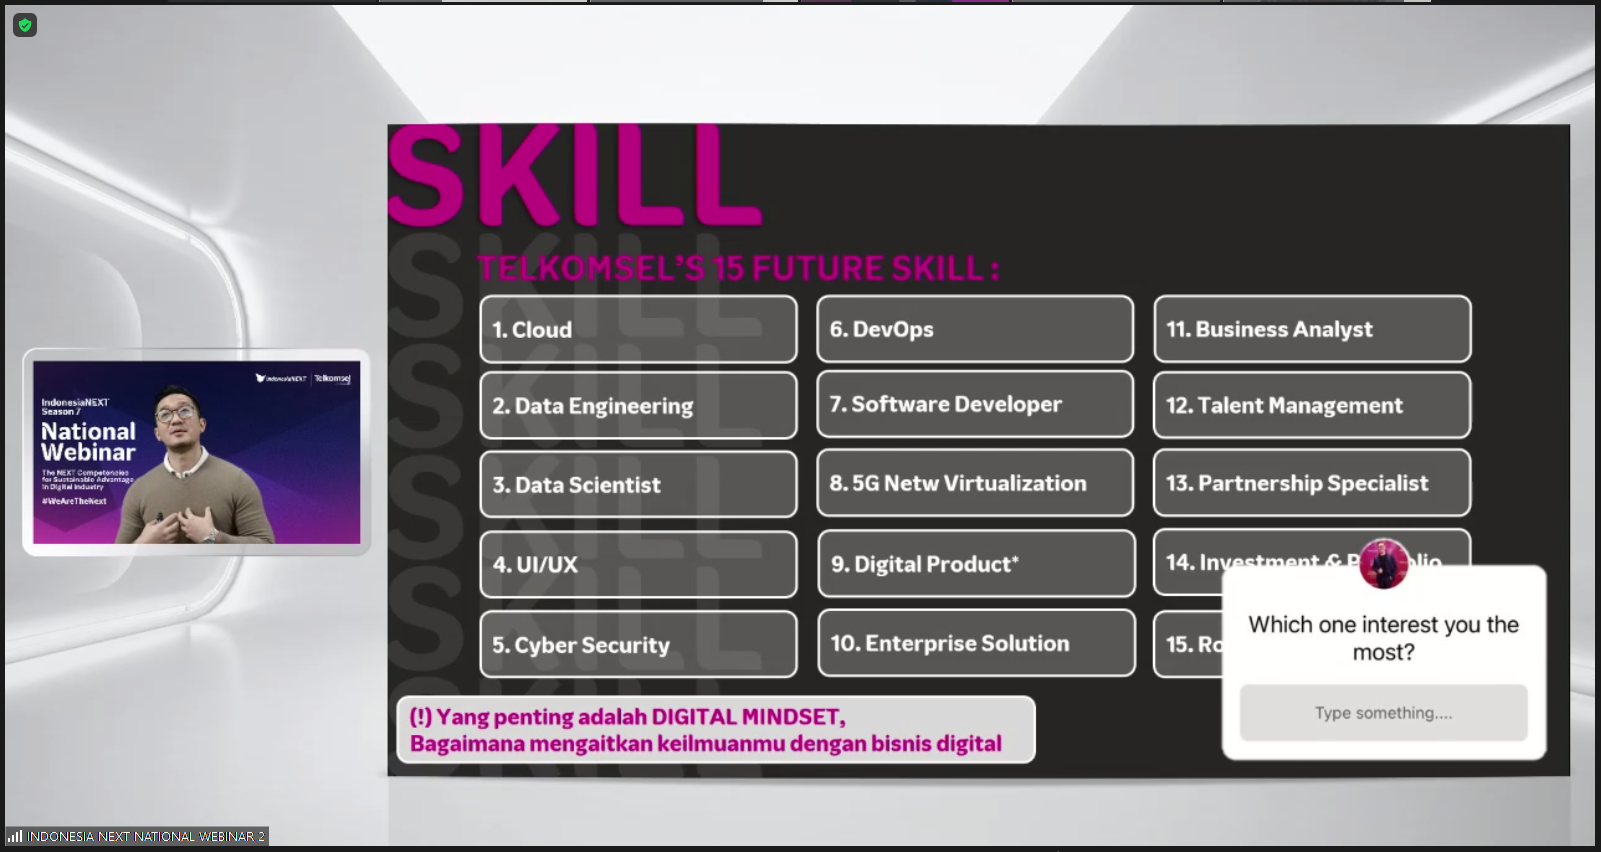 SKILL
TELKOMSEL'S 15 FUTURE SKILL :
1. Cloud
2. Data Engineering
3. Data Scientist
4. UI/UX
5. Cyber Security
6. DevOps
7. Software Developer
8. 5G Netw Virtualization
9. Digital Product*
10. Enterprise Solution
11. Business Analyst
12. Talent Management
13. Partnership Specialist
14. Investment &
15.
Which one interest you the
most?
Type something....
(!) Yang penting adalah DIGITAL MINDSET,
Bagaimana mengaitkan keilmuanmu dengan bisnis digital
IndonesiaNEXT | Telkomsel
IndonesiaNEXT
Season 7
National
Webinar
The NEXT Competencies
for Sustainable Advantage
in Digital Industry
#WeAreTheNext
INDONESIA NEXT NATIONAL WEBINAR 2